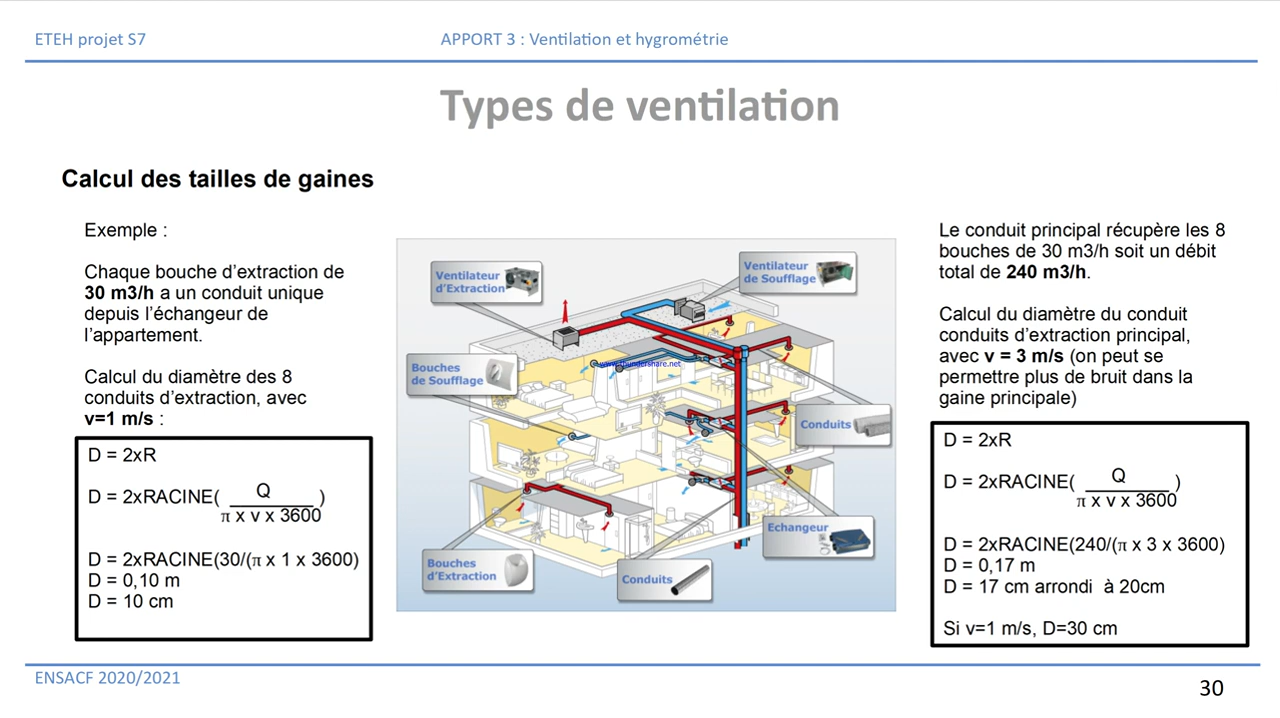 ETEH projet S7
APPORT 3 : Ventilation et hygrométrie
Types de ventilation
Calcul des tailles de gaines
Exemple :
Chaque bouche d'extraction de
30 m3/h a un conduit unique
depuis l'échangeur de
l'appartement.
Calcul du diamètre des 8
conduits d'extraction, avec
v=1 m/s :
D = 2xR
D = 2xRACINE( Q )
π x v x 3600
D = 2xRACINE(30/(π x 1 x 3600)
D = 0,10 m
D = 10 cm
Ventilateur
d'Extraction
Ventilateur
de Soufflage
Bouches
de Soufflage
www.thundershare.net
Conduits
Echangeur
Bouches
d'Extraction
Conduits
Le conduit principal récupère les 8
bouches de 30 m3/h soit un débit
total de 240 m3/h.
Calcul du diamètre du conduit
conduits d'extraction principal,
avec v = 3 m/s (on peut se
permettre plus de bruit dans la
gaine principale)
D = 2xR
D = 2xRACINE( Q )
π x v x 3600
D = 2xRACINE(240/(π x 3 x 3600)
D = 0,17 m
D = 17 cm arrondi à 20cm
Si v=1 m/s, D=30 cm
ENSACF 2020/2021
30